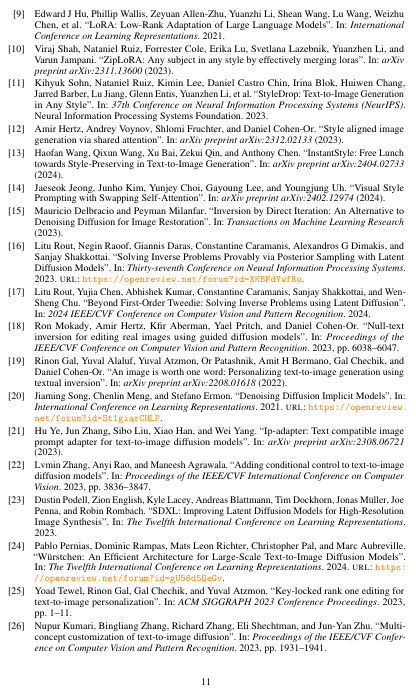 [9] Edward J Hu, Phillip Wallis, Zeyuan Allen-Zhu, Yuanzhi Li, Shean Wang, Lu Wang, Weizhu
Chen, et al. “LoRA: Low-Rank Adaptation of Large Language Models”. In: International
Conference on Learning Representations. 2021.
[10] Viraj Shah, Nataniel Ruiz, Forrester Cole, Erika Lu, Svetlana Lazebnik, Yuanzhen Li, and
Varun Jampani. “ZipLoRA: Any subject in any style by effectively merging loras”. In: arXiv
preprint arXiv:2311.13600 (2023).
[11] Kihyuk Sohn, Nataniel Ruiz, Kimin Lee, Daniel Castro Chin, Irina Blok, Huiwen Chang,
Jarred Barber, Lu Jiang, Glenn Entis, Yuanzhen Li, et al. “StyleDrop: Text-to-Image Generation
in Any Style”. In: 37th Conference on Neural Information Processing Systems (NeurIPS).
Neural Information Processing Systems Foundation. 2023.
[12] Amir Hertz, Andrey Voynov, Shlomi Fruchter, and Daniel Cohen-Or. “Style aligned image
generation via shared attention”. In: arXiv preprint arXiv:2312.02133 (2023).
[13] Haofan Wang, Qixun Wang, Xu Bai, Zekui Qin, and Anthony Chen. “InstantStyle: Free Lunch
towards Style-Preserving in Text-to-Image Generation”. In: arXiv preprint arXiv:2404.02733
(2024).
[14] Jaeseok Jeong, Junho Kim, Yunjey Choi, Gayoung Lee, and Youngjung Uh. “Visual Style
Prompting with Swapping Self-Attention”. In: arXiv preprint arXiv:2402.12974 (2024).
[15] Mauricio Delbracio and Peyman Milanfar. “Inversion by Direct Iteration: An Alternative to
Denoising Diffusion for Image Restoration”. In: Transactions on Machine Learning Research
(2023).
[16] Litu Rout, Negin Raoof, Giannis Daras, Constantine Caramanis, Alexandros G Dimakis, and
Sanjay Shakkottai. “Solving Inverse Problems Provably via Posterior Sampling with Latent
Diffusion Models”. In: Thirty-seventh Conference on Neural Information Processing Systems.
2023. URL: https://openreview.net/forum?id=XKBFdYwfRo.
[17] Litu Rout, Yujia Chen, Abhishek Kumar, Constantine Caramanis, Sanjay Shakkottai, and Wen-
Sheng Chu. “Beyond First-Order Tweedie: Solving Inverse Problems using Latent Diffusion”.
In: 2024 IEEE/CVF Conference on Computer Vision and Pattern Recognition. 2024.
[18] Ron Mokady, Amir Hertz, Kfir Aberman, Yael Pritch, and Daniel Cohen-Or. “Null-text
inversion for editing real images using guided diffusion models”. In: Proceedings of the
IEEE/CVF Conference on Computer Vision and Pattern Recognition. 2023, pp. 6038–6047.
[19] Rinon Gal, Yuval Alaluf, Yuval Atzmon, Or Patashnik, Amit H Bermano, Gal Chechik, and
Daniel Cohen-Or. “An image is worth one word: Personalizing text-to-image generation using
textual inversion”. In: arXiv preprint arXiv:2208.01618 (2022).
[20] Jiaming Song, Chenlin Meng, and Stefano Ermon. “Denoising Diffusion Implicit Models”. In:
International Conference on Learning Representations. 2021. URL: https://openreview.
net/forum?id=St1giarCHLP.
[21] Hu Ye, Jun Zhang, Sibo Liu, Xiao Han, and Wei Yang. “Ip-adapter: Text compatible image
prompt adapter for text-to-image diffusion models”. In: arXiv preprint arXiv:2308.06721
(2023).
[22] Lvmin Zhang, Anyi Rao, and Maneesh Agrawala. “Adding conditional control to text-to-image
diffusion models”. In: Proceedings of the IEEE/CVF International Conference on Computer
Vision. 2023, pp. 3836–3847.
[23] Dustin Podell, Zion English, Kyle Lacey, Andreas Blattmann, Tim Dockhorn, Jonas Müller, Joe
Penna, and Robin Rombach. “SDXL: Improving Latent Diffusion Models for High-Resolution
Image Synthesis”. In: The Twelfth International Conference on Learning Representations.
2023.
[24] Pablo Pernias, Dominic Rampas, Mats Leon Richter, Christopher Pal, and Marc Aubreville.
“Würstchen: An Efficient Architecture for Large-Scale Text-to-Image Diffusion Models”.
In: The Twelfth International Conference on Learning Representations. 2024. URL: https:
//openreview.net/forum?id=gU58d5QeGv.
[25] Yoad Tewel, Rinon Gal, Gal Chechik, and Yuval Atzmon. “Key-locked rank one editing for
text-to-image personalization”. In: ACM SIGGRAPH 2023 Conference Proceedings. 2023,
pp. 1–11.
[26] Nupur Kumari, Bingliang Zhang, Richard Zhang, Eli Shechtman, and Jun-Yan Zhu. “Multi-
concept customization of text-to-image diffusion”. In: Proceedings of the IEEE/CVF Confer-
ence on Computer Vision and Pattern Recognition. 2023, pp. 1931–1941.
11